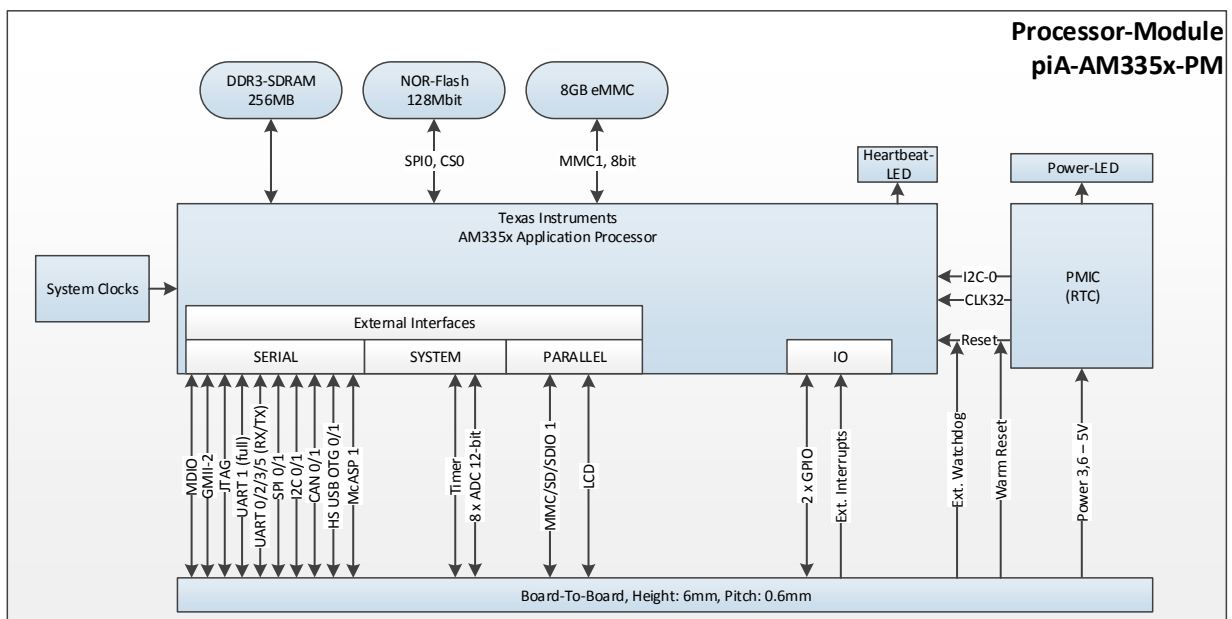 Processor-Module
piA-AM335x-PM
DDR3-SDRAM
256MB
NOR-Flash
128Mbit
8GB eMMC
SPI0, CS0
MMC1, 8bit
Heartbeat-
LED
Power-LED
Texas Instruments
AM335x Application Processor
System Clocks
I2C-0
CLK32
Reset
PMIC
(RTC)
External Interfaces
SERIAL
SYSTEM
PARALLEL
IO
MDIO
GMII-2
JTAG
UART 1 (full)
UART 0/2/3/5 (RX/TX)
SPI 0/1
I2C 0/1
CAN 0/1
HS USB OTG 0/1
McASP 1
Timer
8 x ADC 12-bit
MMC/SD/SDIO 1
LCD
2 x GPIO
Ext. Interrupts
Ext. Watchdog
Warm Reset
Power 3,6 – 5V
Board-To-Board, Height: 6mm, Pitch: 0.6mm